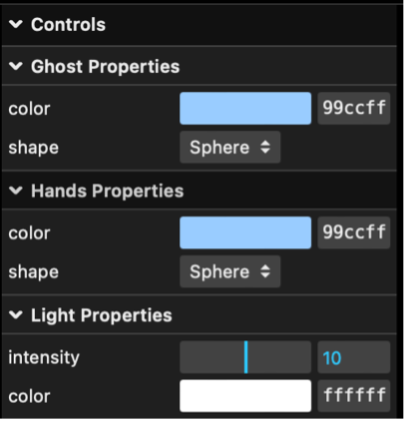 Controls
Ghost Properties
color 99ccff
shape Sphere
Hands Properties
color 99ccff
shape Sphere
Light Properties
intensity 10
color ffffff